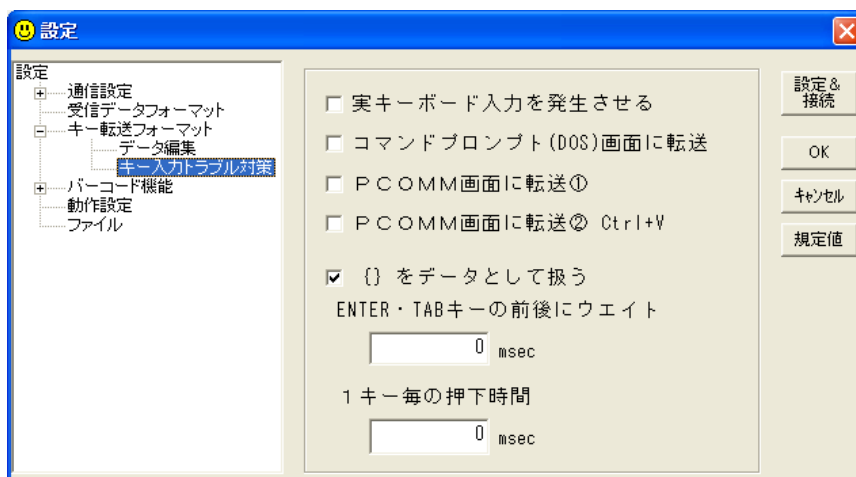 設定
設定
通信設定
受信データフォーマット
キー転送フォーマット
データ編集
キー入力トラブル対策
バーコード機能
動作設定
ファイル
実キーボード入力を発生させる
コマンドプロンプト(DOS)画面に転送
ＰＣＯＭＭ画面に転送①
ＰＣＯＭＭ画面に転送② Ctrl+V
{} をデータとして扱う
ENTER・TABキーの前後にウエイト
0 msec
１キー毎の押下時間
0 msec
設定&
接続
OK
ｷｬﾝｾﾙ
規定値